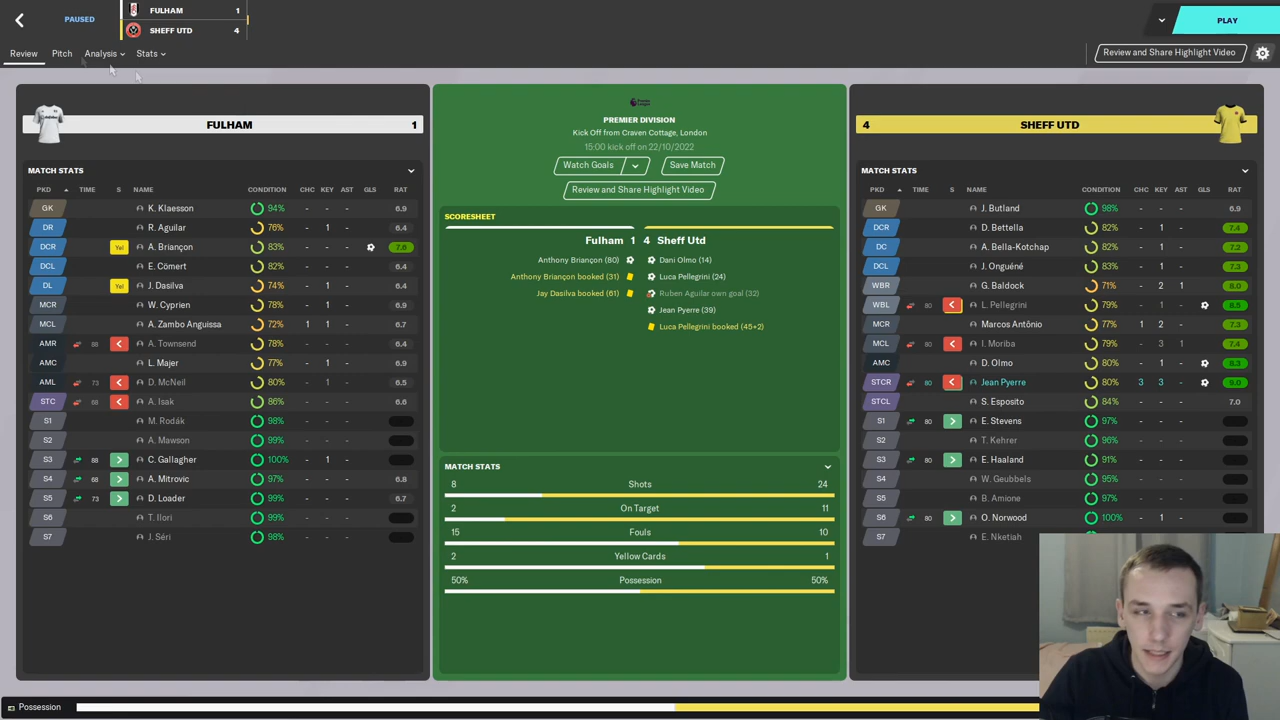 PAUSED
FULHAM 1
SHEFF UTD 4
PLAY
Review Pitch Analysis Stats
Review and Share Highlight Video
FULHAM 1
MATCH STATS
PKD TIME S NAME CONDITION CHC KEY AST GLS RAT
GK K. Klaesson 94% - - - - 6.9
DR R. Aguilar 76% - 1 - - 6.4
DCR Yel A. Briançon 83% - - - 7.6
DCL E. Cömert 82% - - - - 6.4
DL Yel J. Dasilva 74% - 1 - - 6.4
MCR W. Cyprien 78% - 1 - - 6.9
MCL A. Zambo Anguissa 72% 1 1 - - 6.7
AMR 88 A. Townsend 78% - - - - 6.4
AMC L. Majer 77% - 1 - - 6.9
AML 73 D. McNeil 80% - 1 - - 6.5
STC 68 A. Isak 86% - - - - 6.6
S1 M. Rodák 98% - - - -
S2 A. Mawson 99% - - - -
S3 88 C. Gallagher 100% - 1 - -
S4 68 A. Mitrovic 97% - - - - 6.8
S5 73 D. Loader 99% - - - - 6.7
S6 T. Ilori 99% - - - -
S7 J. Séri 98% - - - -
PREMIER DIVISION
Kick Off from Craven Cottage, London
15:00 kick off on 22/10/2022
Watch Goals
Save Match
Review and Share Highlight Video
SCORESHEET
Fulham 1 4 Sheff Utd
Anthony Briançon (80) Dani Olmo (14)
Anthony Briançon booked (31) Luca Pellegrini (24)
Jay Dasilva booked (61) Ruben Aguilar own goal (32)
Jean Pyerre (39)
Luca Pellegrini booked (45+2)
MATCH STATS
8 Shots 24
2 On Target 11
15 Fouls 10
2 Yellow Cards 1
50% Possession 50%
4 SHEFF UTD
MATCH STATS
PKD TIME S NAME CONDITION CHC KEY AST GLS RAT
GK J. Butland 98% - - - - 6.9
DCR D. Bettella 82% - 1 - - 7.4
DC A. Bella-Kotchap 82% - 1 - - 7.2
DCL J. Onguéné 83% - 1 - - 7.3
WBR G. Baldock 71% - 2 1 - 8.0
WBL 80 L. Pellegrini 79% - 1 - 8.5
MCR Marcos Antônio 77% 1 2 - - 7.3
MCL 80 I. Moriba 79% - 3 1 - 7.4
AMC D. Olmo 80% - 1 - 8.3
STCR 80 Jean Pyerre 80% 3 3 - 9.0
STCL S. Esposito 84% - - - - 7.0
S1 80 E. Stevens 97% - - - -
S2 T. Kehrer 96% - - - -
S3 80 E. Haaland 91% - - - -
S4 W. Geubbels 95% - - - -
S5 B. Amione 97% - - - -
S6 80 O. Norwood 100% - 1 - -
S7 E. Nketiah
Possession